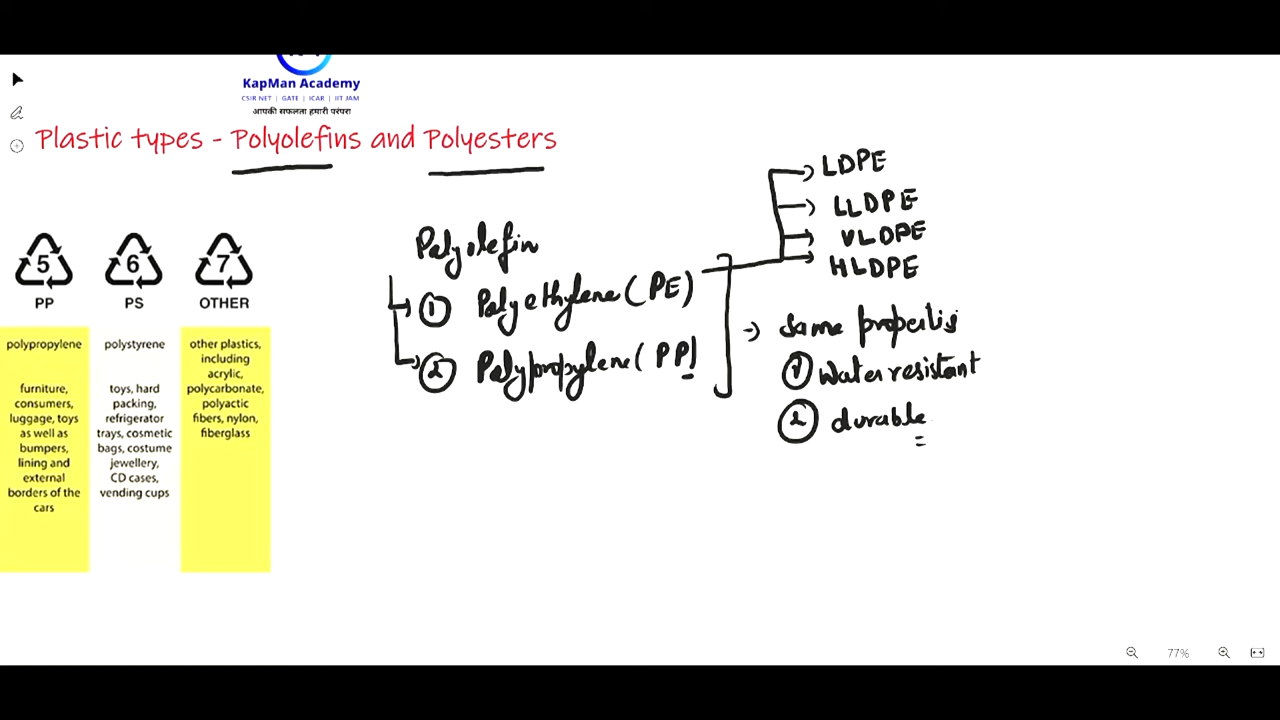 KapMan Academy
CSIR NET | GATE | ICAR | IIT JAM
आपकी सफलता हमारी परंपरा
Plastic types - Polyolefins and Polyesters
5
PP
polypropylene
furniture,
consumers,
luggage, toys
as well as
bumpers,
lining and
external
borders of the
cars
6
PS
polystyrene
toys, hard
packing,
refrigerator
trays, cosmetic
bags, costume
jewellery,
CD cases,
vending cups
7
OTHER
other plastics,
including
acrylic,
polycarbonate,
polyactic
fibers, nylon,
fiberglass
Polyolefin
① Polyethylene (PE)
② Polypropylene (PP)
LDPE
LLDPE
VLDPE
HLDPE
Same propertis
① Water resistant
② durable
77%